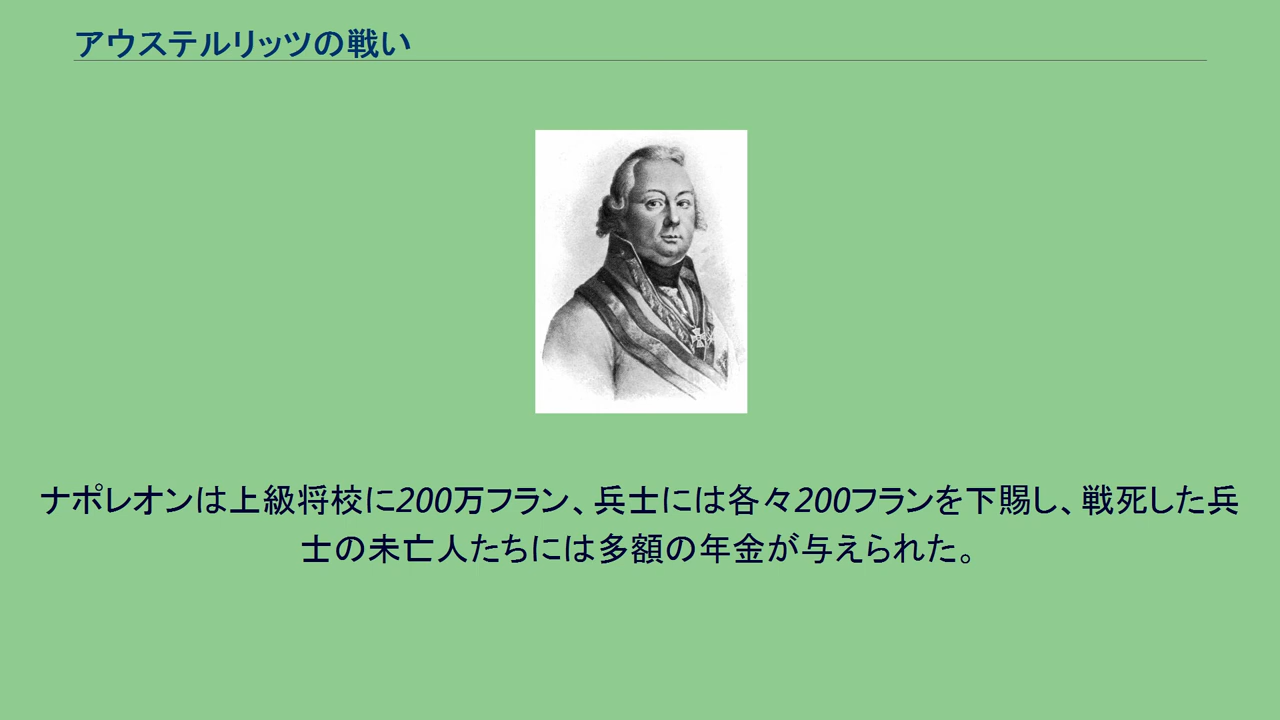 アウステルリッツの戦い
ナポレオンは上級将校に200万フラン、兵士には各々200フランを下賜し、戦死した兵
士の未亡人たちには多額の年金が与えられた。